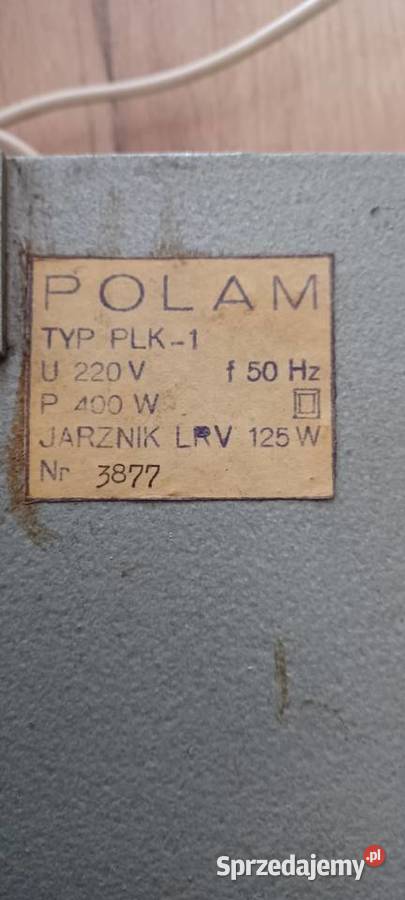 POLAM
TYP PLK-1
U 220 V f 50 Hz
P 400 W
JARZNIK LRV 125 W
Nr 3877
Sprzedajemy.pl